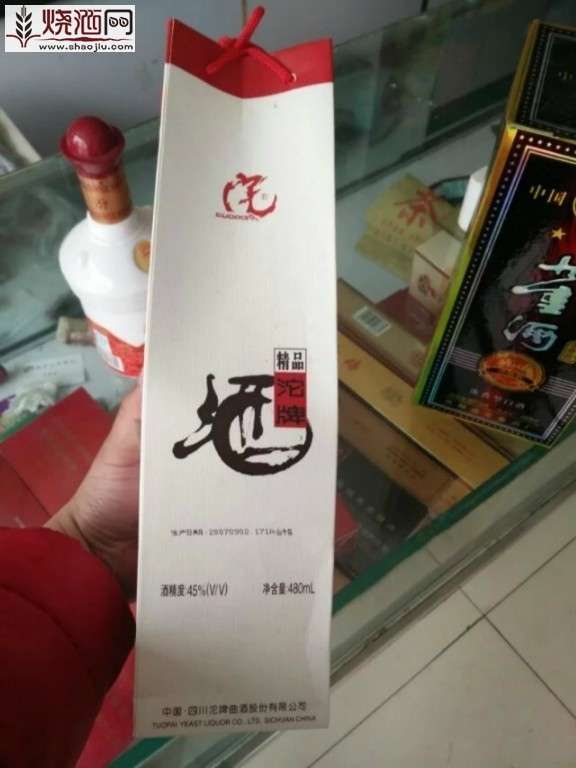 烧酒网
www.shaojiu.com
沱
精品
沱牌
酒
酒精度:45%(V/V) 净含量:480mL
中国·四川沱牌曲酒股份有限公司
TUOPAI YEAST LIQUOR CO., LTD. SICHUAN CHINA
茶
中国